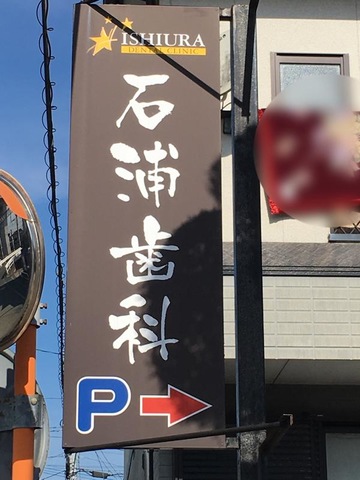 ISHIURA
DENTAL CLINIC
石浦歯科
P